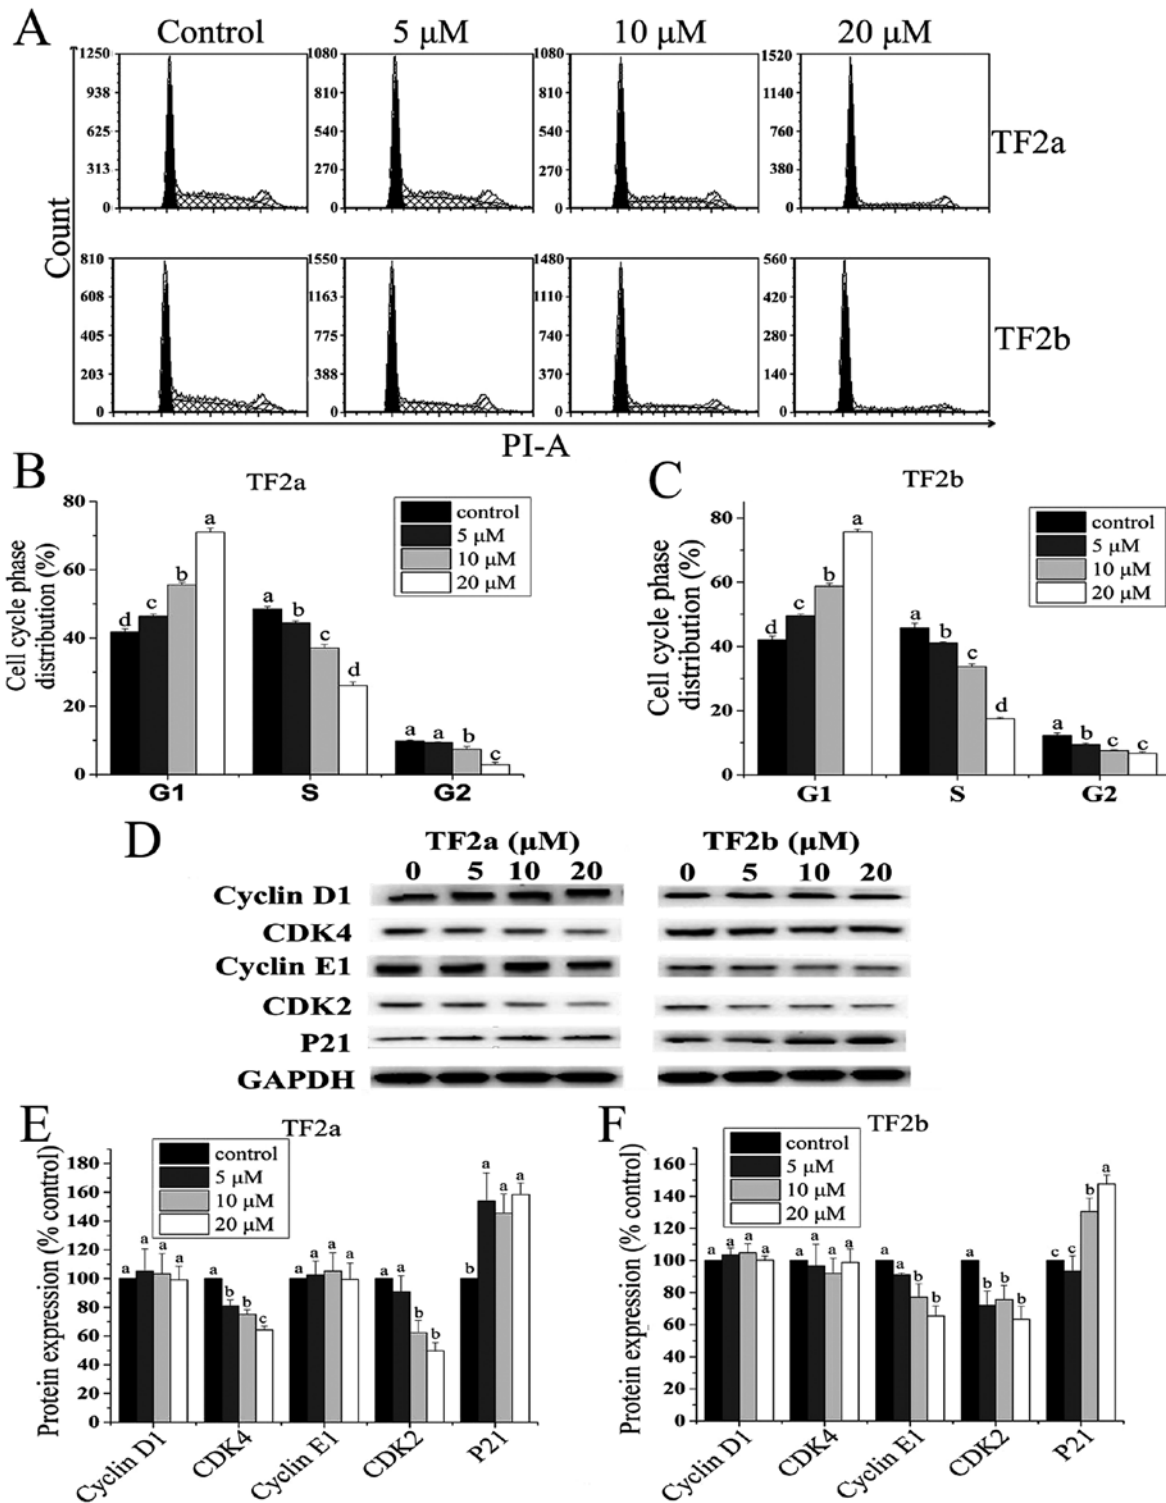 A
Control 5 µM 10 µM 20 µM
1250 1080 1080 1520
938 810 810 1140
625 540 540 760
TF2a
313 270 270 380
0 0 0 0
Count
810 1550 1480 560
608 1163 1110 420
405 775 740 280
TF2b
203 388 370 140
0 0 0 0
PI-A
B
TF2a
Cell cycle phase
distribution (%)
80
60
40
20
0
control
5 µM
10 µM
20 µM
d c b a
a b c d
a a b c
G1 S G2
C
TF2b
Cell cycle phase
distribution (%)
80
60
40
20
0
control
5 µM
10 µM
20 µM
d c b a
a b c d
a b c c
G1 S G2
D
TF2a (µM) TF2b (µM)
0 5 10 20 0 5 10 20
Cyclin D1
CDK4
Cyclin E1
CDK2
P21
GAPDH
E
TF2a
Protein expression (% control)
180
160
140
120
100
80
60
40
20
0
control
5 µM
10 µM
20 µM
a a a a
a b b c
a a a a
a a b b
b a a a
Cyclin D1 CDK4 Cyclin E1 CDK2 P21
F
TF2b
Protein expression (% control)
160
140
120
100
80
60
40
20
0
control
5 µM
10 µM
20 µM
a a a a
a a a a
a a b b
a b b b
c c b a
Cyclin D1 CDK4 Cyclin E1 CDK2 P21